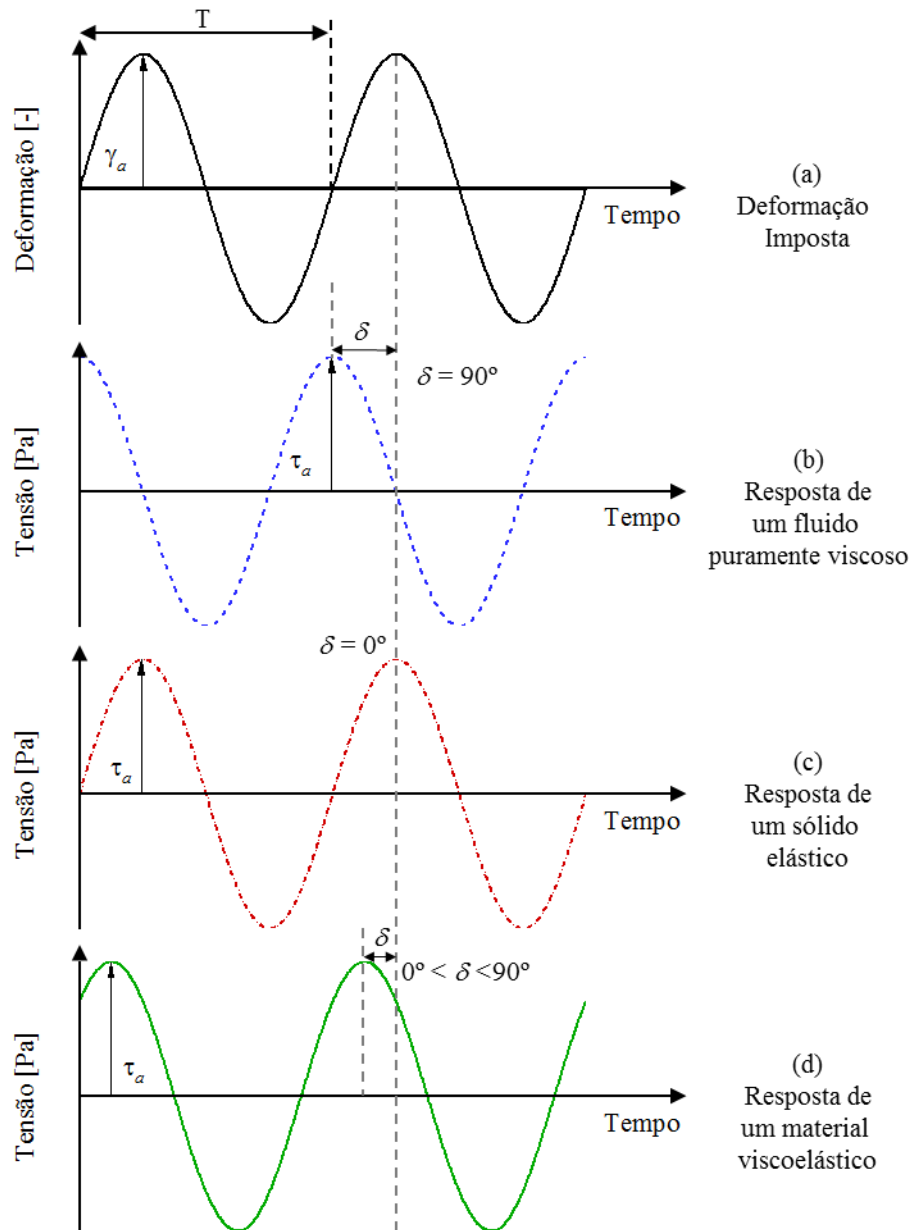 T
Deformação [-]
γa
Tempo
(a)
Deformação
Imposta
δ
δ = 90º
Tensão [Pa]
τa
Tempo
(b)
Resposta de
um fluido
puramente viscoso
δ = 0º
Tensão [Pa]
τa
Tempo
(c)
Resposta de
um sólido
elástico
δ
0º < δ <90º
Tensão [Pa]
τa
Tempo
(d)
Resposta de
um material
viscoelástico